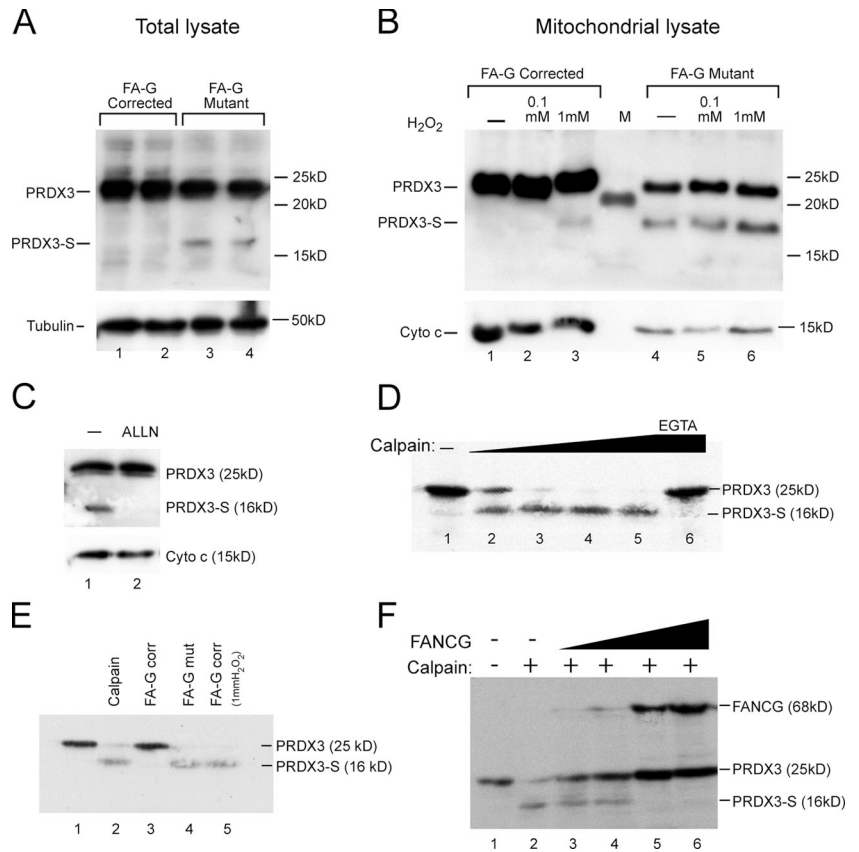 A
Total lysate
FA-G
Corrected
FA-G
Mutant
PRDX3
25kD
20kD
PRDX3-S
15kD
Tubulin
50kD
1 2 3 4
B
Mitochondrial lysate
FA-G Corrected
FA-G Mutant
H2O2
— 0.1 mM 1mM M — 0.1 mM 1mM
PRDX3
25kD
20kD
PRDX3-S
15kD
Cyto c
15kD
1 2 3 4 5 6
C
— ALLN
PRDX3 (25kD)
PRDX3-S (16kD)
Cyto c (15kD)
1 2
D
EGTA
Calpain: —
PRDX3 (25kD)
PRDX3-S (16kD)
1 2 3 4 5 6
E
Calpain
FA-G corr
FA-G mut
FA-G corr
(1mmH2O2)
PRDX3 (25 kD)
PRDX3-S (16 kD)
1 2 3 4 5
F
FANCG - -
Calpain: - + + + + +
FANCG (68kD)
PRDX3 (25kD)
PRDX3-S (16kD)
1 2 3 4 5 6